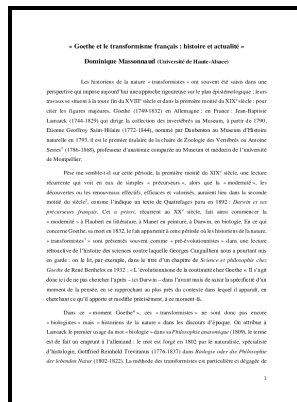 « Goethe et le transformisme français : histoire et actualité »
Dominique Massonnaud (Université de Haute-Alsace)
Les historiens de la nature « transformistes » ont souvent été saisis dans une
perspective qui impose aujourd'hui une approche rigoureuse sur le plan épistémologique ; leurs
travaux se situent à la toute fin du XVIIIe siècle et dans la première moitié du XIXe siècle : pour
citer les figures majeures, Goethe (1749-1832) en Allemagne ; en France : Jean-Baptiste
Lamarck (1744-1829) qui dirige la collection des invertébrés au Muséum, à partir de 1790,
Etienne Geoffroy Saint-Hilaire (1772-1844), nommé par Daubenton au Museum d'Histoire
naturelle en 1793, il est le premier titulaire de la chaire de Zoologie des Vertébrés ou Antoine
Serres (1786-1868), professeur d'anatomie comparée au Museum et médecin de l'université
de Montpellier.
Pèse me semble-t-il sur cette période, la première moitié du XIXe siècle, une lecture
récurrente qui voit en eux de simples « précurseurs », alors que la « modernité », les
découvertes ou les renouveaux effectifs, efficaces et valorisés, auraient lieu dans la seconde
moitié du siècle, comme l'indique un texte de Quatrefages paru en 1892 : Darwin et ses
précurseurs français. Cet a priori, récurrent au XXe siècle, fait ainsi commencer la
« modernité » à Flaubert en littérature, à Manet en peinture, à Darwin, en biologie. En ce qui
concerne Goethe, sa mort en 1832, le fait apparaître à cette période où les historiens de la nature,
« transformistes » sont présentés souvent comme « pré-évolutionnistes » dans une lecture
rétroactive de l'histoire des sciences contre laquelle Georges Canguilhem nous a pourtant mis
en garde : on la lit, par exemple, dans le titre d'un chapitre de Science et philosophie chez
Goethe de René Berthelot en 1932 : « L'évolutionnisme de la continuité chez Goethe ». Il s'agit
donc ici de ne pas chercher l'après – ici Darwin – dans l'avant mais de saisir la spécificité d'un
moment de la pensée, en se rapprochant au plus près du contexte dans lequel il apparaît, en
cherchant ce qu'il apporte et modifie précisément, à ce moment-là.
Dans ce « moment Goethe », ces « transformistes » ne sont donc pas encore
« biologistes » mais « historiens de la nature » dans les discours d'époque. On attribue à
Lamarck le premier usage du mot « biologie » dans sa Philosophie zoologique (1809), le terme
est de fait un emprunt à l'allemand : le mot est forgé en 1802 par le naturaliste, spécialiste
d'histologie, Gottfried Reinhold Treviranus (1776-1837) dans Biologie oder die Philosophie
der lebenden Natur (1802-1822). La méthode des transformistes est particulière et dégage de
1